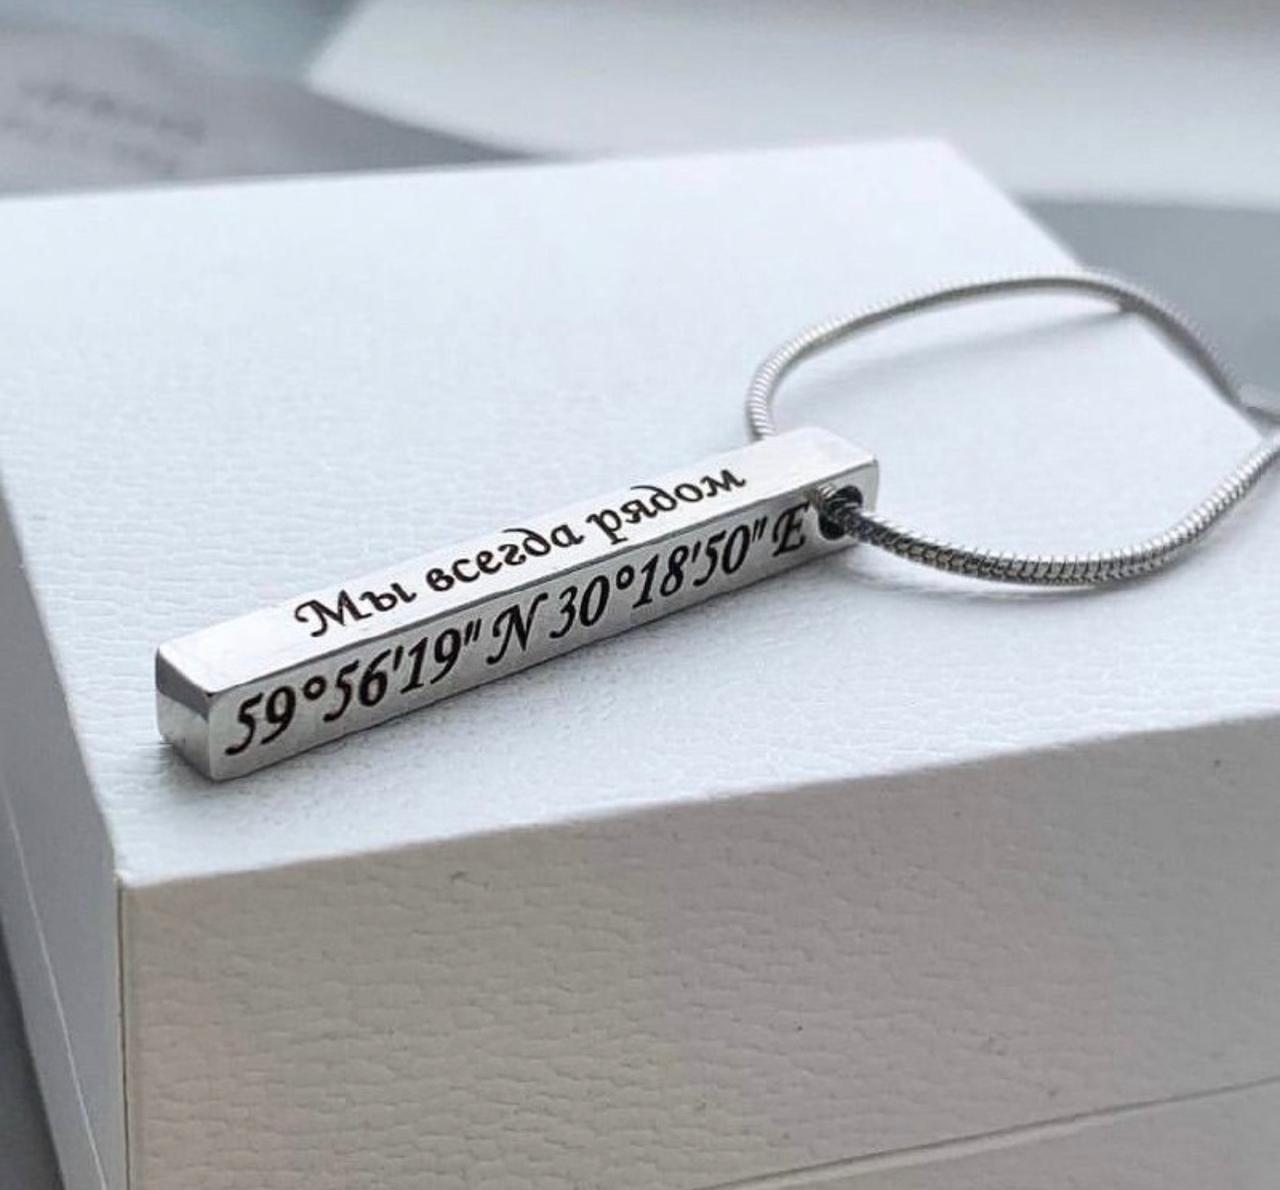 Мы всегда рядом
59°56'19" N 30°18'50" E